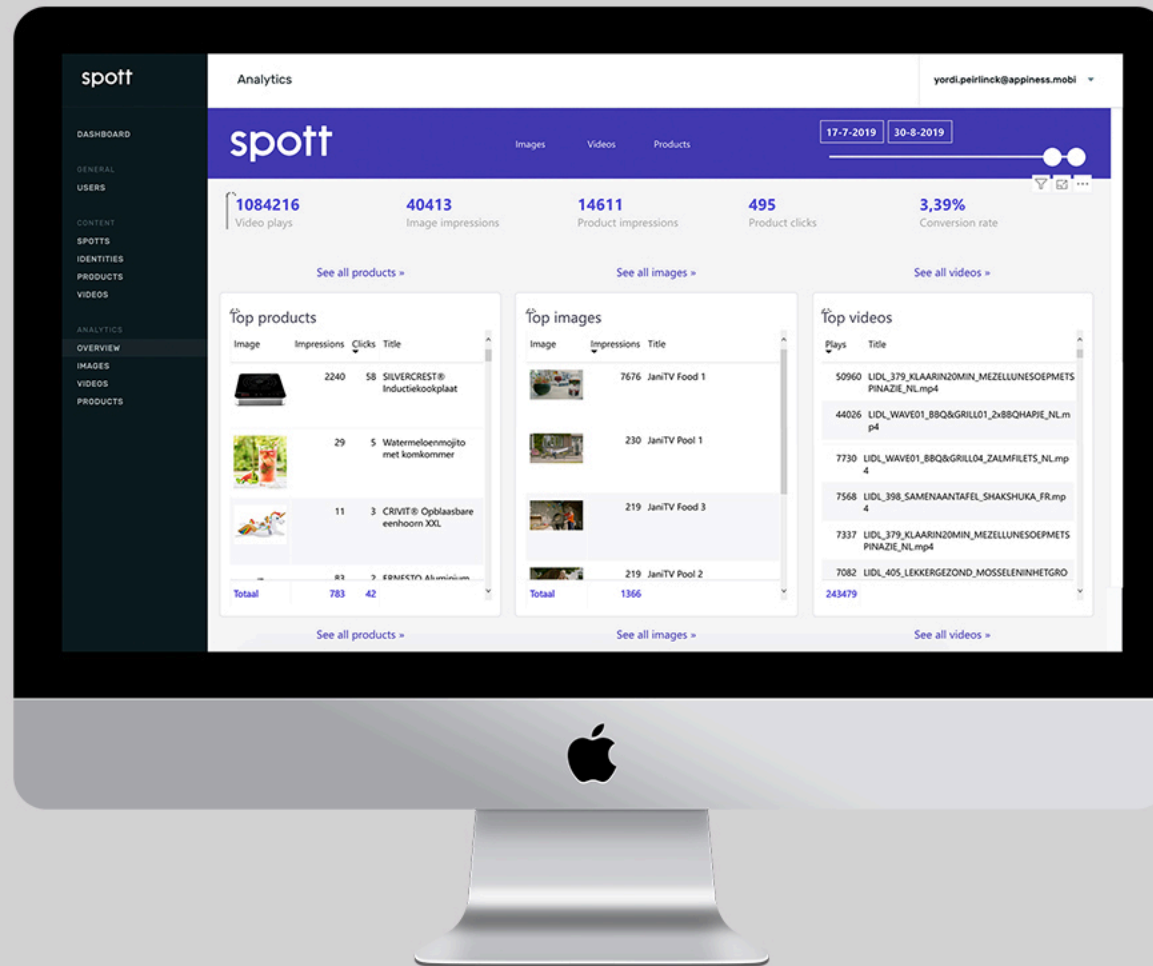 spott
Analytics
yordi.peirlinck@appiness.mobi
DASHBOARD
GENERAL
USERS
CONTENT
SPOTTS
IDENTITIES
PRODUCTS
VIDEOS
ANALYTICS
OVERVIEW
IMAGES
VIDEOS
PRODUCTS
spott
Images
Videos
Products
17-7-2019
30-8-2019
1084216
Video plays
40413
Image impressions
14611
Product impressions
495
Product clicks
3,39%
Conversion rate
See all products »
See all images »
See all videos »
Top products
Image Impressions Clicks Title
2240 58 SILVERCREST®
Inductiekookplaat
29 5 Watermeloenmojito
met komkommer
11 3 CRIVIT® Opblaasbare
eenhoorn XXL
83 2 ERNESTO Aluminium
Totaal 783 42
Top images
Image Impressions Title
7676 JaniTV Food 1
230 JaniTV Pool 1
219 JaniTV Food 3
219 JaniTV Pool 2
Totaal 1366
Top videos
Plays Title
50960 LIDL_379_KLAARIN20MIN_MEZELLUNESOEPMETS
PINAZIE_NL.mp4
44026 LIDL_WAVE01_BBQ&GRILL01_2xBBQHAPJE_NL.m
p4
7730 LIDL_WAVE01_BBQ&GRILL04_ZALMFILETS_NL.mp
4
7568 LIDL_398_SAMENAANTAFEL_SHAKSHUKA_FR.mp
4
7337 LIDL_379_KLAARIN20MIN_MEZELLUNESOEPMETS
PINAZIE_NL.mp4
7082 LIDL_405_LEKKERGEZOND_MOSSELENINHETGRO
243479
See all products »
See all images »
See all videos »